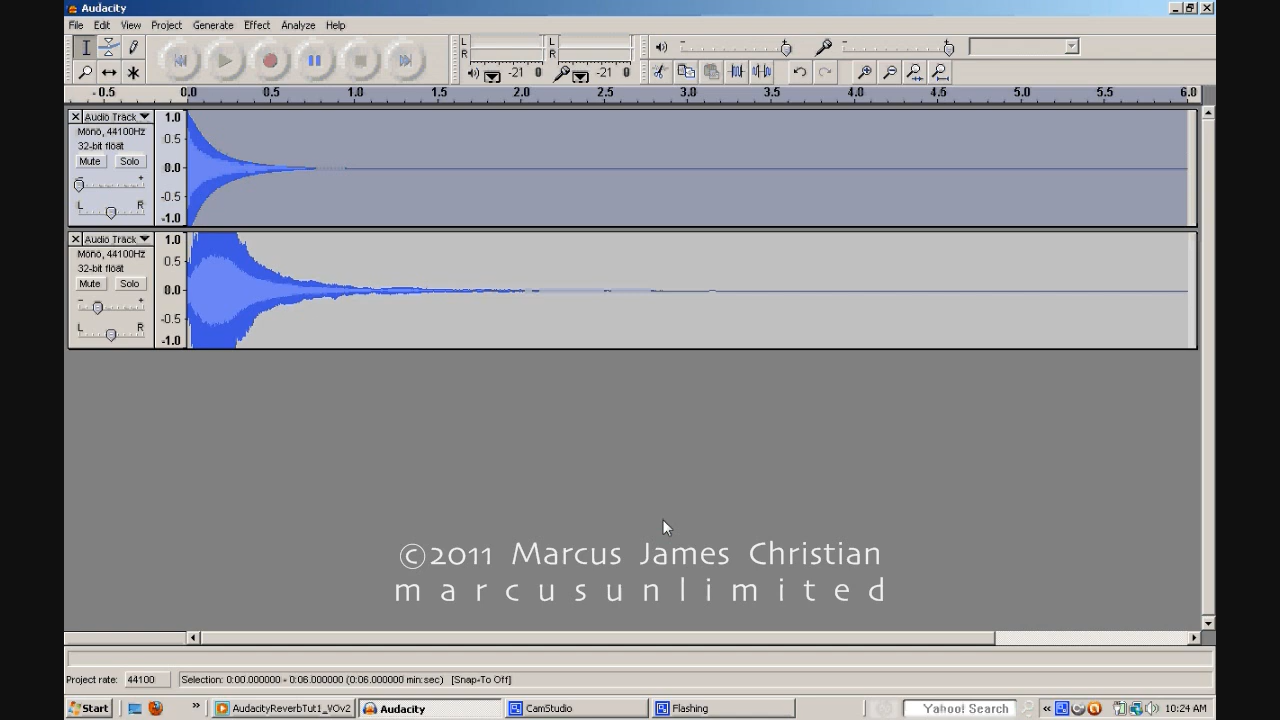 Audacity
File Edit View Project Generate Effect Analyze Help
L R L R
-21 0 -21 0
-0.5 0.0 0.5 1.0 1.5 2.0 2.5 3.0 3.5 4.0 4.5 5.0 5.5 6.0
Audio Track
Mono, 44100Hz
32-bit float
Mute Solo
- +
L R
1.0
0.5
0.0
-0.5
-1.0
Audio Track
Mono, 44100Hz
32-bit float
Mute Solo
- +
L R
1.0
0.5
0.0
-0.5
-1.0
©2011 Marcus James Christian
marcusunlimited
Project rate: 44100 Selection: 0:00.000000 - 0:06.000000 (0:06.000000 min:sec) [Snap-To Off]
Start » AudacityReverbTut1_VOv2 Audacity CamStudio Flashing Yahoo! Search « 10:24 AM